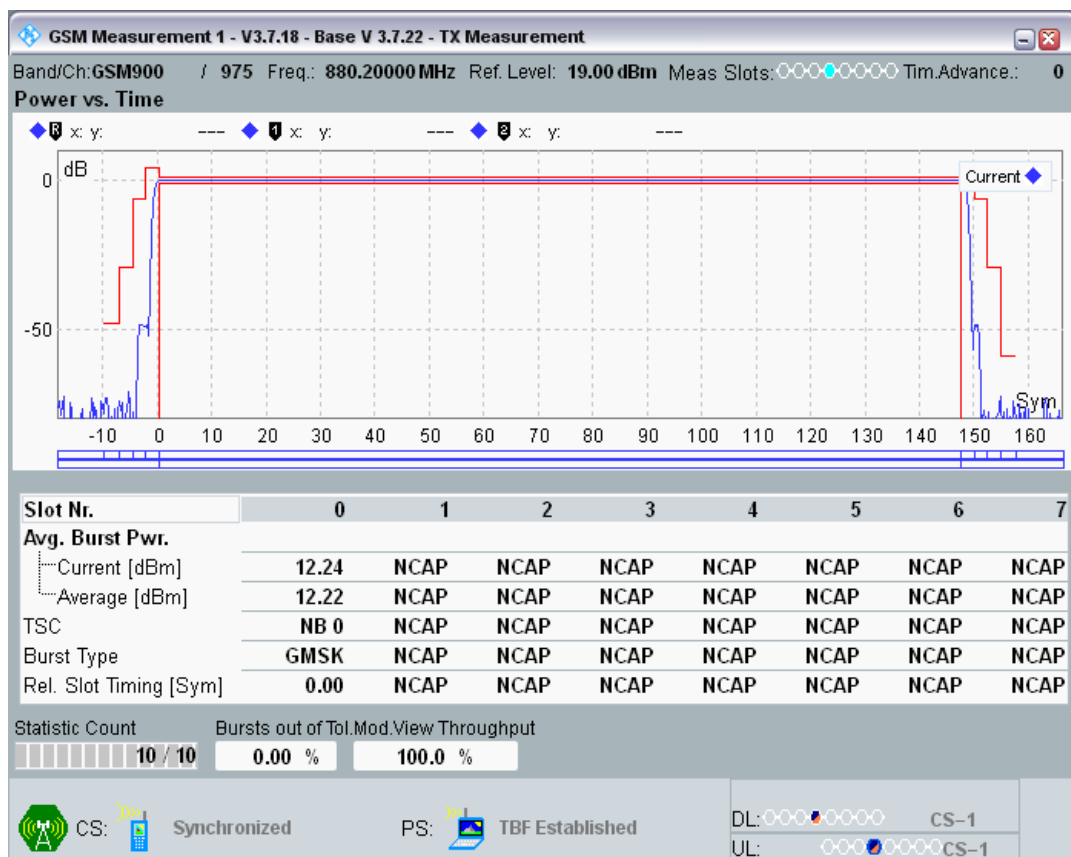 GSM Measurement 1 - V3.7.18 - Base V 3.7.22 - TX Measurement
Band/Ch:GSM900 / 975 Freq.: 880.20000 MHz Ref. Level: 19.00 dBm Meas Slots: Tim.Advance.: 0
Power vs. Time
R x: y: --- 1 x: y: --- 2 x: y: ---
dB
Current
0
-50
Sym
-10 0 10 20 30 40 50 60 70 80 90 100 110 120 130 140 150 160
Slot Nr. 0 1 2 3 4 5 6 7
Avg. Burst Pwr.
Current [dBm] 12.24 NCAP NCAP NCAP NCAP NCAP NCAP NCAP
Average [dBm] 12.22 NCAP NCAP NCAP NCAP NCAP NCAP NCAP
TSC NB 0 NCAP NCAP NCAP NCAP NCAP NCAP NCAP
Burst Type GMSK NCAP NCAP NCAP NCAP NCAP NCAP NCAP
Rel. Slot Timing [Sym] 0.00 NCAP NCAP NCAP NCAP NCAP NCAP NCAP
Statistic Count Bursts out of Tol. Mod.View Throughput
10 / 10 0.00 % 100.0 %
CS: Synchronized PS: TBF Established DL: CS-1
UL: CS-1